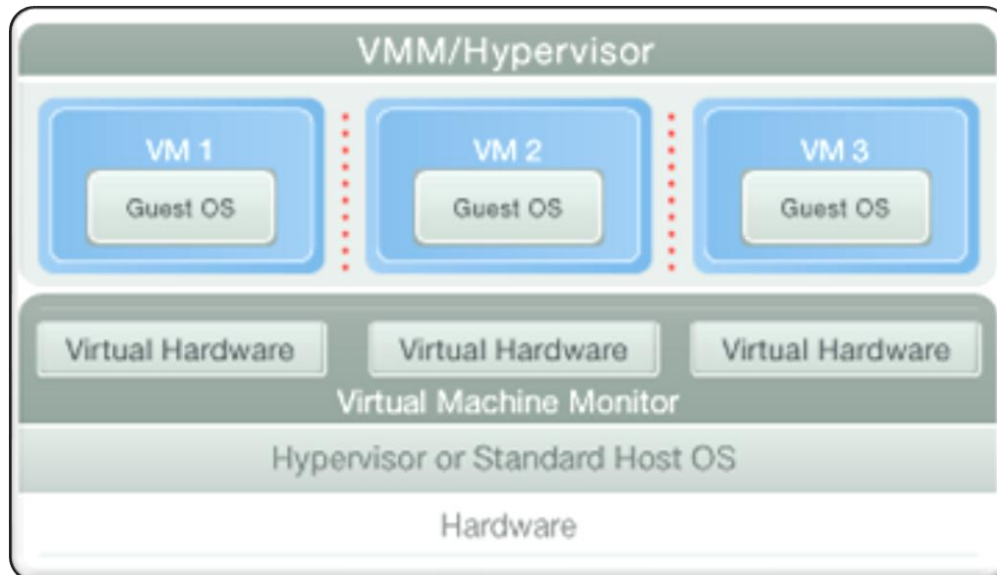 VMM/Hypervisor
VM 1
VM 2
VM 3
Guest OS
Guest OS
Guest OS
Virtual Hardware
Virtual Hardware
Virtual Hardware
Virtual Machine Monitor
Hypervisor or Standard Host OS
Hardware